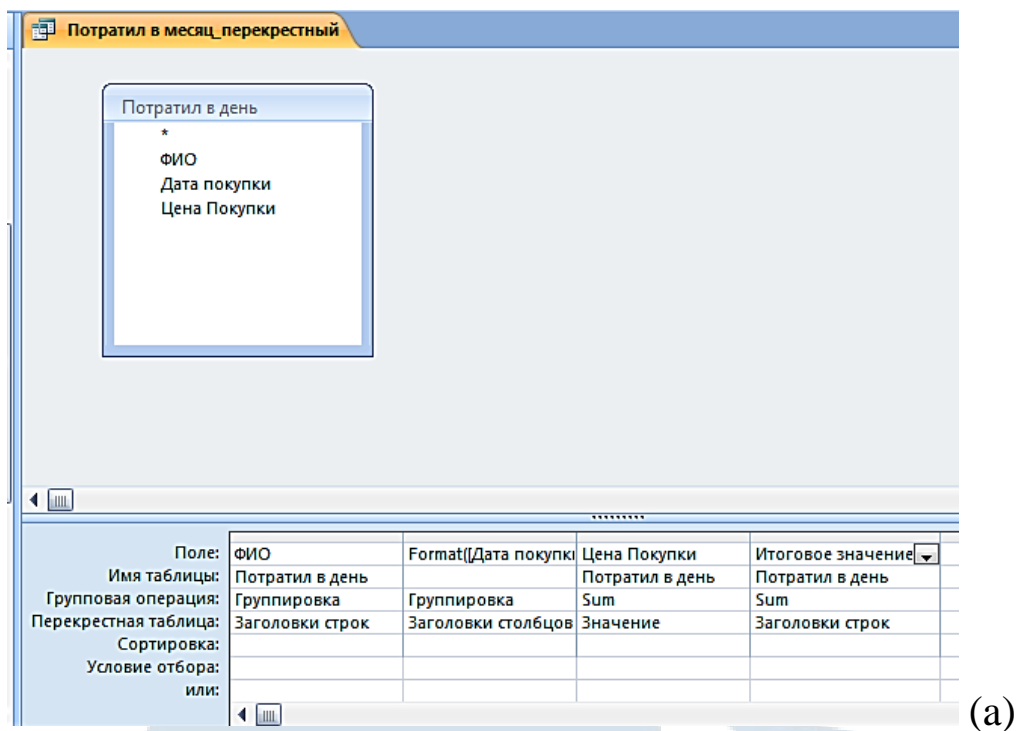 Потратил в месяц_перекрестный
Потратил в день
*
ФИО
Дата покупки
Цена Покупки
Поле: ФИО Format([Дата покупки Цена Покупки Итоговое значение
Имя таблицы: Потратил в день Потратил в день Потратил в день
Групповая операция: Группировка Группировка Sum Sum
Перекрестная таблица: Заголовки строк Заголовки столбцов Значение Заголовки строк
Сортировка:
Условие отбора:
или:
(а)